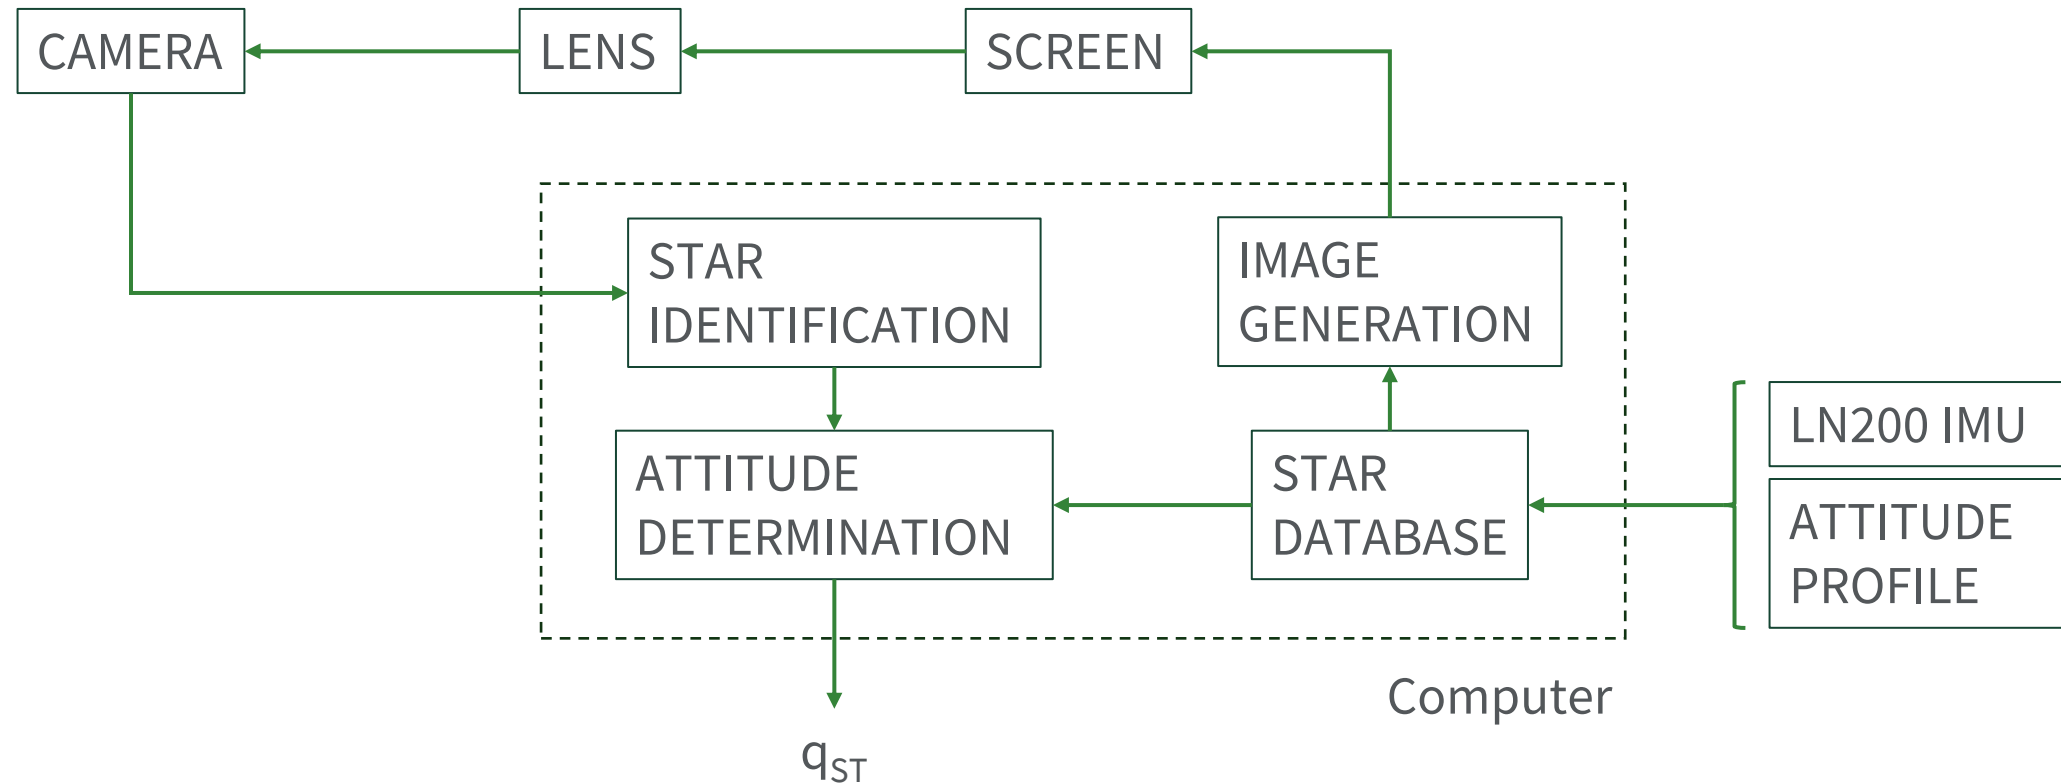 CAMERA
LENS
SCREEN
STAR
IDENTIFICATION
IMAGE
GENERATION
LN200 IMU
ATTITUDE
DETERMINATION
STAR
DATABASE
ATTITUDE
PROFILE
Computer
qST